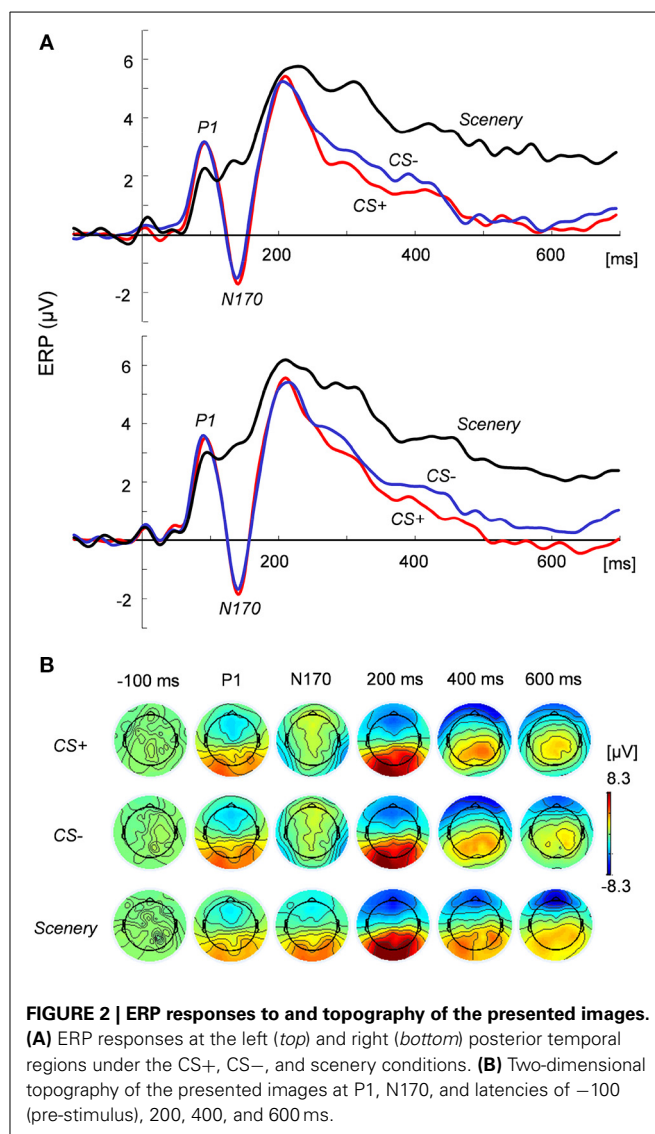 A
6
4
2
-2
P1
N170
Scenery
CS-
CS+
200
400
600
[ms]
ERP (µV)
6
4
2
-2
P1
N170
Scenery
CS-
CS+
200
400
600
[ms]
B
-100 ms P1 N170 200 ms 400 ms 600 ms
CS+
CS-
Scenery
[µV]
8.3
-8.3
FIGURE 2 | ERP responses to and topography of the presented images.
(A) ERP responses at the left (top) and right (bottom) posterior temporal
regions under the CS+, CS−, and scenery conditions. (B) Two-dimensional
topography of the presented images at P1, N170, and latencies of −100
(pre-stimulus), 200, 400, and 600 ms.